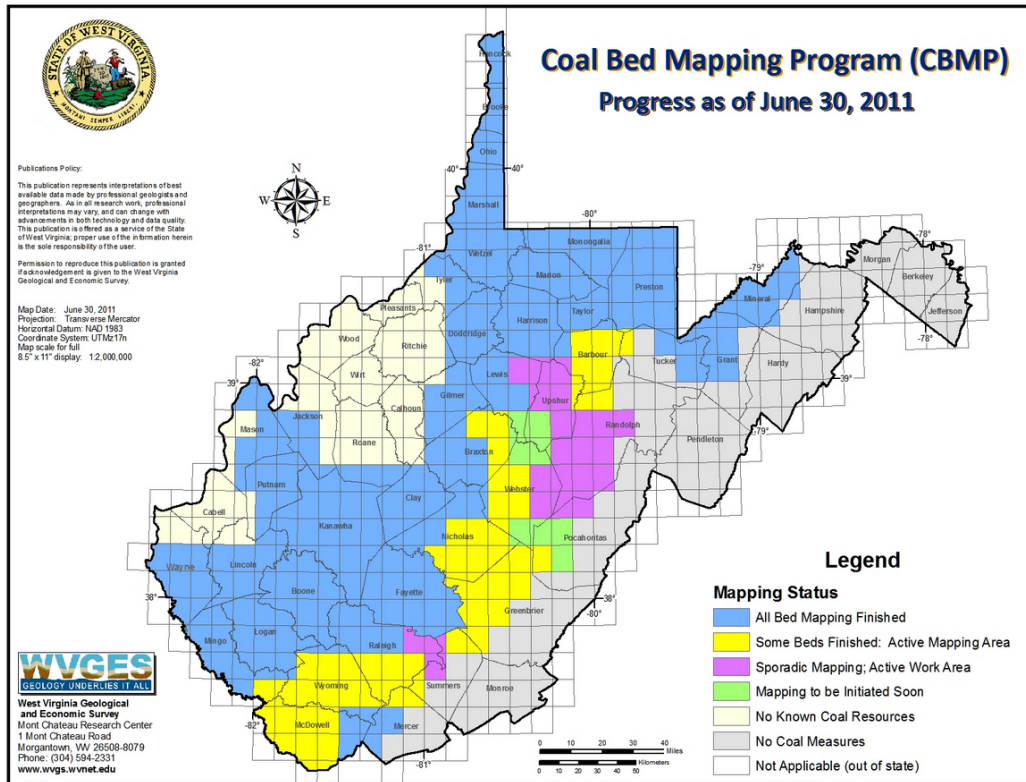 STATE OF WEST VIRGINIA
MONTANI SEMPER LIBERI
Coal Bed Mapping Program (CBMP)
Progress as of June 30, 2011
Publications Policy:
This publication represents interpretations of best
available data made by professional geologists and
geographers. As in all research work, professional
interpretations may vary, and can change with
advancements in both technology and data quality.
This publication is offered as a service of the State
of West Virginia; proper use of the information herein
is the sole responsibility of the user.
Permission to reproduce this publication is granted
if acknowledgement is given to the West Virginia
Geological and Economic Survey.
Map Date: June 30, 2011
Projection: Transverse Mercator
Horizontal Datum: NAD 1983
Coordinate System: UTMz17n
Map scale for full
8.5" x 11" display: 1:2,000,000
N
W E
S
Hancock
Brooke
Ohio
40° 40°
Marshall
-80°
-81°
Wetzel
Monongalia
Marion
Preston
Tyler
Pleasants
Doddridge
Harrison
Taylor
Wood
Ritchie
Wirt
Barbour
Tucker
Grant
Mineral
-79°
Hampshire
Hardy
Morgan
-78°
Berkeley
Jefferson
-78°
-82°
39°
39°
Lewis
Upshur
Gilmer
Calhoun
Jackson
Mason
Roane
Braxton
Randolph
Pendleton
-79°
Putnam
Clay
Webster
Cabell
Kanawha
Nicholas
Pocahontas
Wayne
Lincoln
Boone
Fayette
Greenbrier
38°
38°
-80°
Mingo
Logan
Raleigh
Wyoming
Summers
Monroe
McDowell
Mercer
-82°
-81°
Legend
Mapping Status
All Bed Mapping Finished
Some Beds Finished: Active Mapping Area
Sporadic Mapping; Active Work Area
Mapping to be Initiated Soon
No Known Coal Resources
No Coal Measures
Not Applicable (out of state)
WVGES
GEOLOGY UNDERLIES IT ALL
West Virginia Geological
and Economic Survey
Mont Chateau Research Center
1 Mont Chateau Road
Morgantown, WV 26508-8079
Phone: (304) 594-2331
www.wvgs.wvnet.edu
0 10 20 30 40
Miles
0 10 20 30 40 50
Kilometers